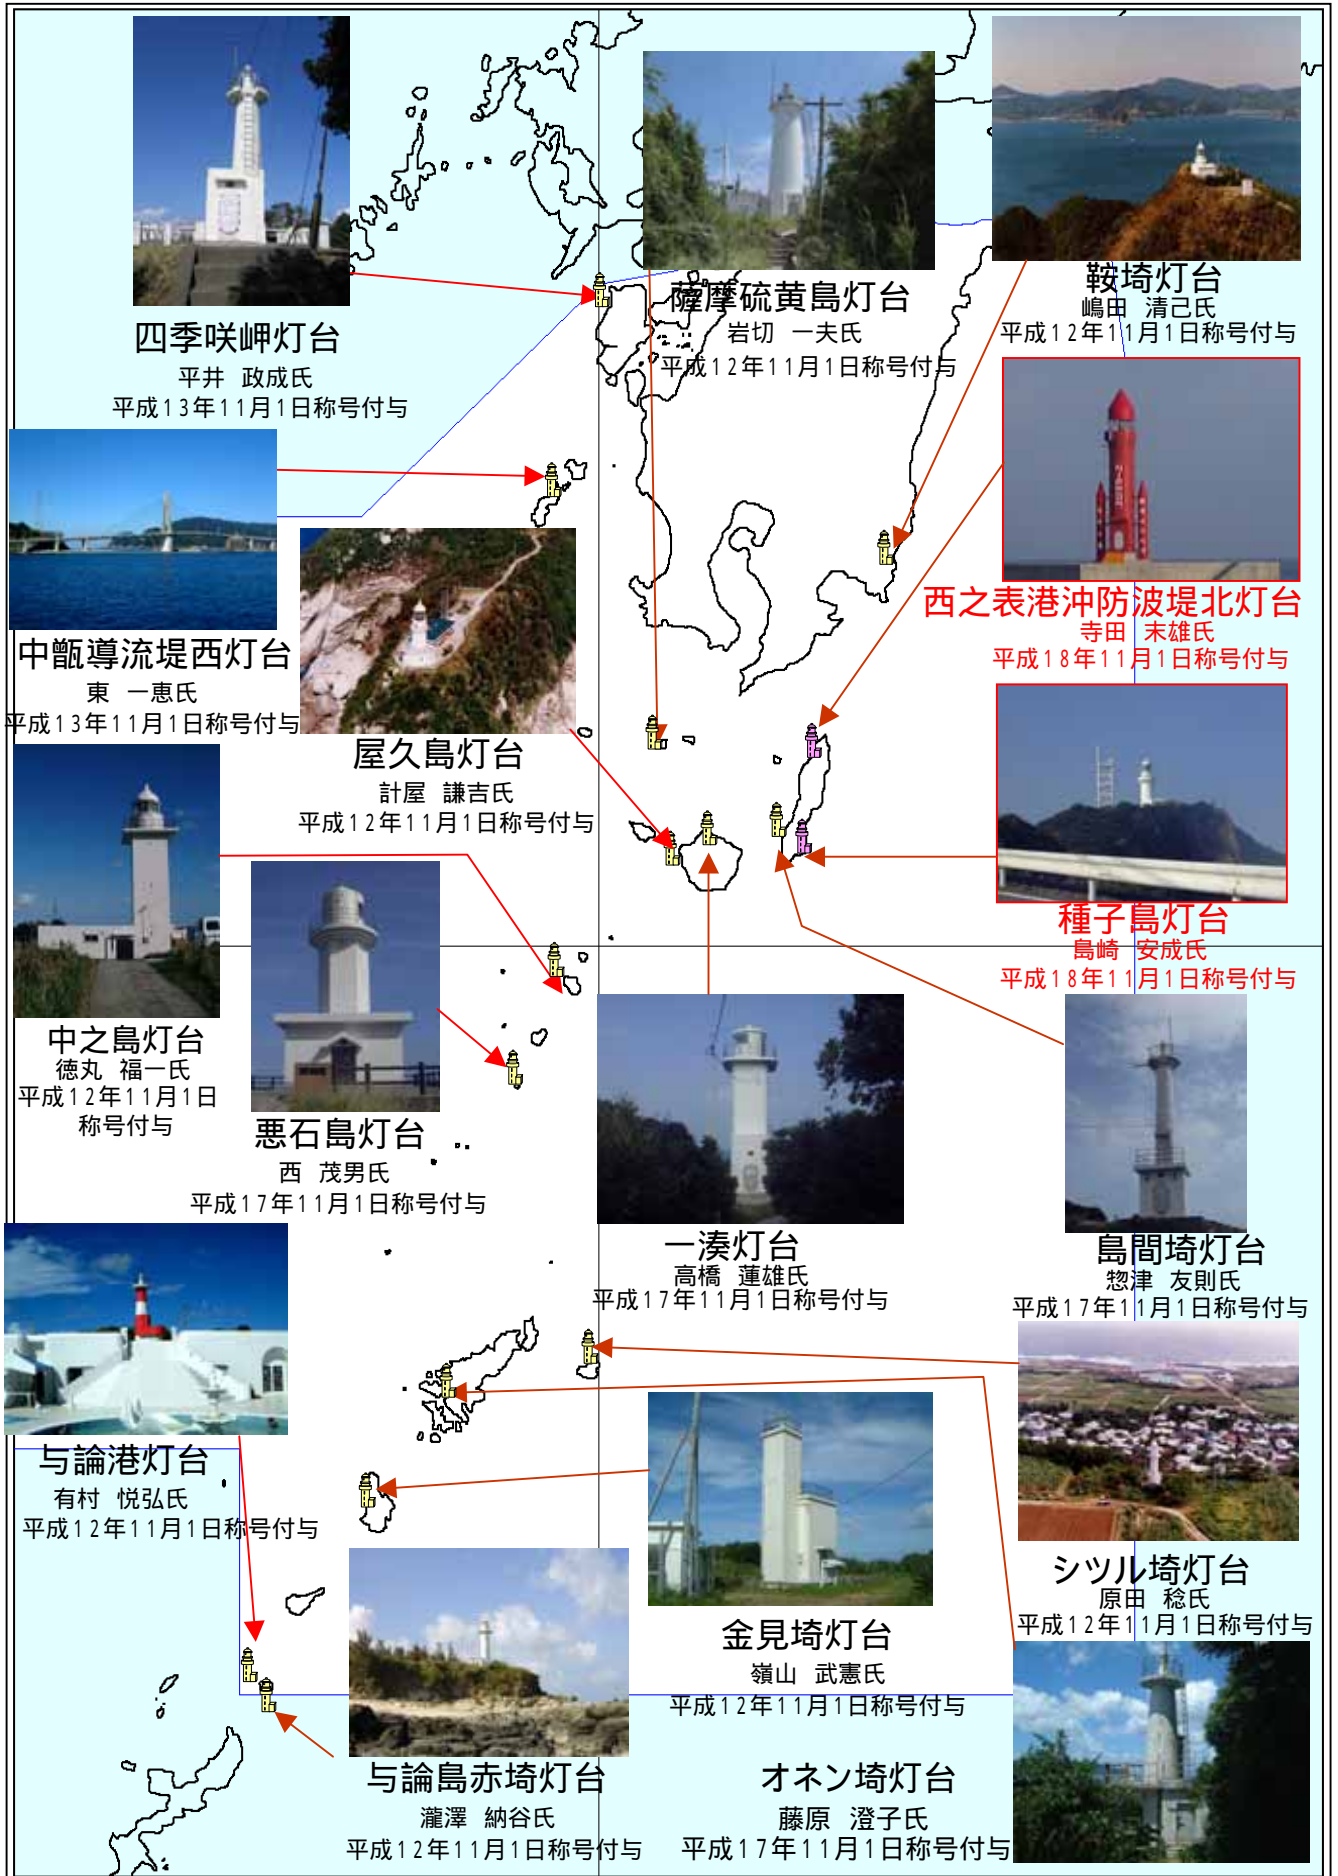 四季咲岬灯台
平井 政成氏
平成13年11月1日称号付与
薩摩硫黄島灯台
岩切 一夫氏
平成12年11月1日称号付与
鞍埼灯台
嶋田 清己氏
平成12年11月1日称号付与
中甑導流堤西灯台
東 一恵氏
平成13年11月1日称号付与
屋久島灯台
計屋 謙吉氏
平成12年11月1日称号付与
西之表港沖防波堤北灯台
寺田 末雄氏
平成18年11月1日称号付与
種子島灯台
島崎 安成氏
平成18年11月1日称号付与
中之島灯台
徳丸 福一氏
平成12年11月1日
称号付与
悪石島灯台
西 茂男氏
平成17年11月1日称号付与
一湊灯台
高橋 蓮雄氏
平成17年11月1日称号付与
島間埼灯台
惣津 友則氏
平成17年11月1日称号付与
与論港灯台
有村 悦弘氏
平成12年11月1日称号付与
金見埼灯台
嶺山 武憲氏
平成12年11月1日称号付与
シツル埼灯台
原田 稔氏
平成12年11月1日称号付与
与論島赤埼灯台
瀧澤 納谷氏
平成12年11月1日称号付与
オネン埼灯台
藤原 澄子氏
平成17年11月1日称号付与